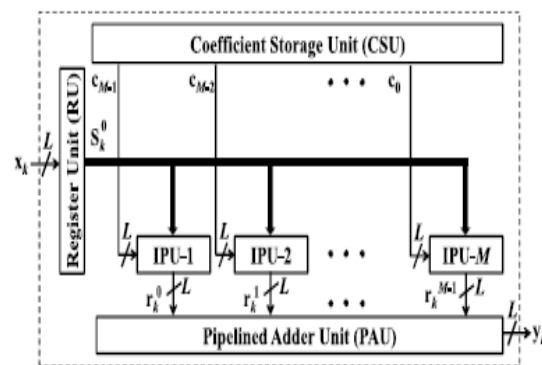 Coefficient Storage Unit (CSU)
c_{M-1} c_{M-2} • • • c_0
Register Unit (RU)
S_k^0
L
x_k
L IPU–1 L IPU–2 • • • L IPU–M
r_k^0 L r_k^1 L • • • r_k^{M-1} L
Pipelined Adder Unit (PAU)
L
y